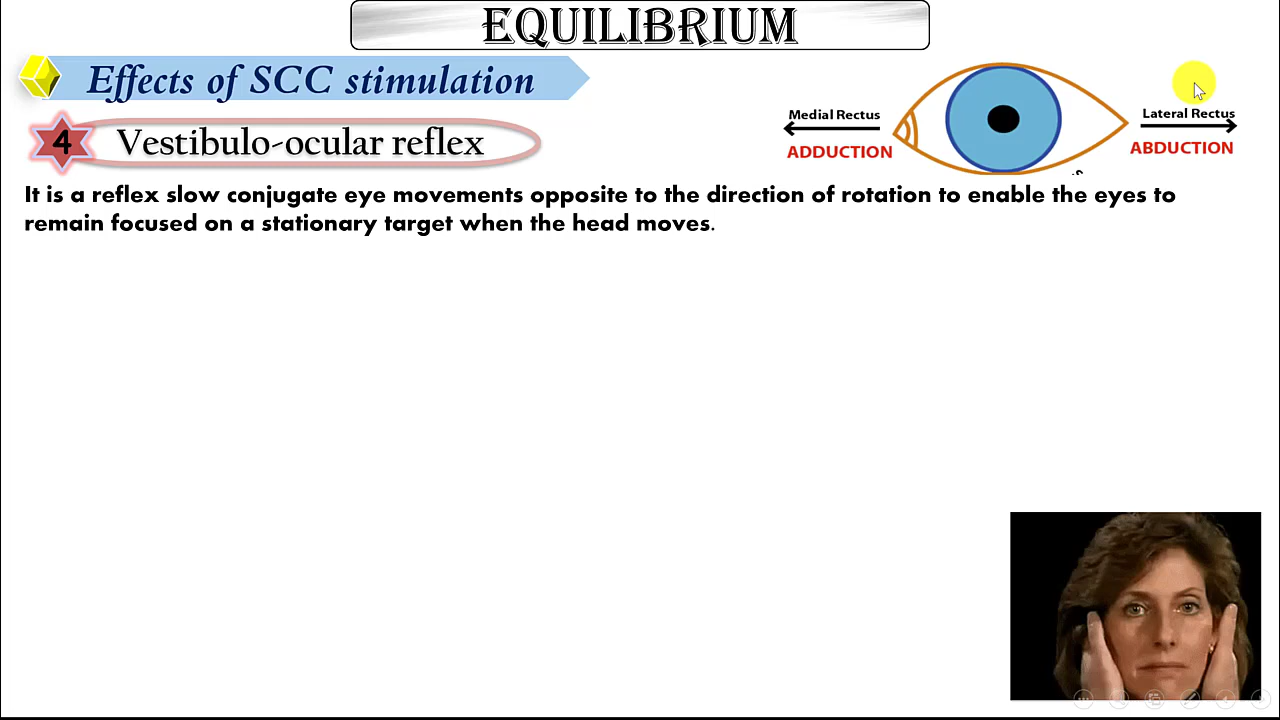 EQUILIBRIUM
Effects of SCC stimulation
4 Vestibulo-ocular reflex
Medial Rectus
ADDUCTION
Lateral Rectus
ABDUCTION
It is a reflex slow conjugate eye movements opposite to the direction of rotation to enable the eyes to
remain focused on a stationary target when the head moves.